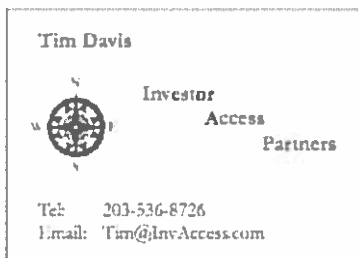 Tim Davis
N
W E
S
Investor
Access
Partners
Tel: 203-536-8726
Email: Tim@InvAccess.com